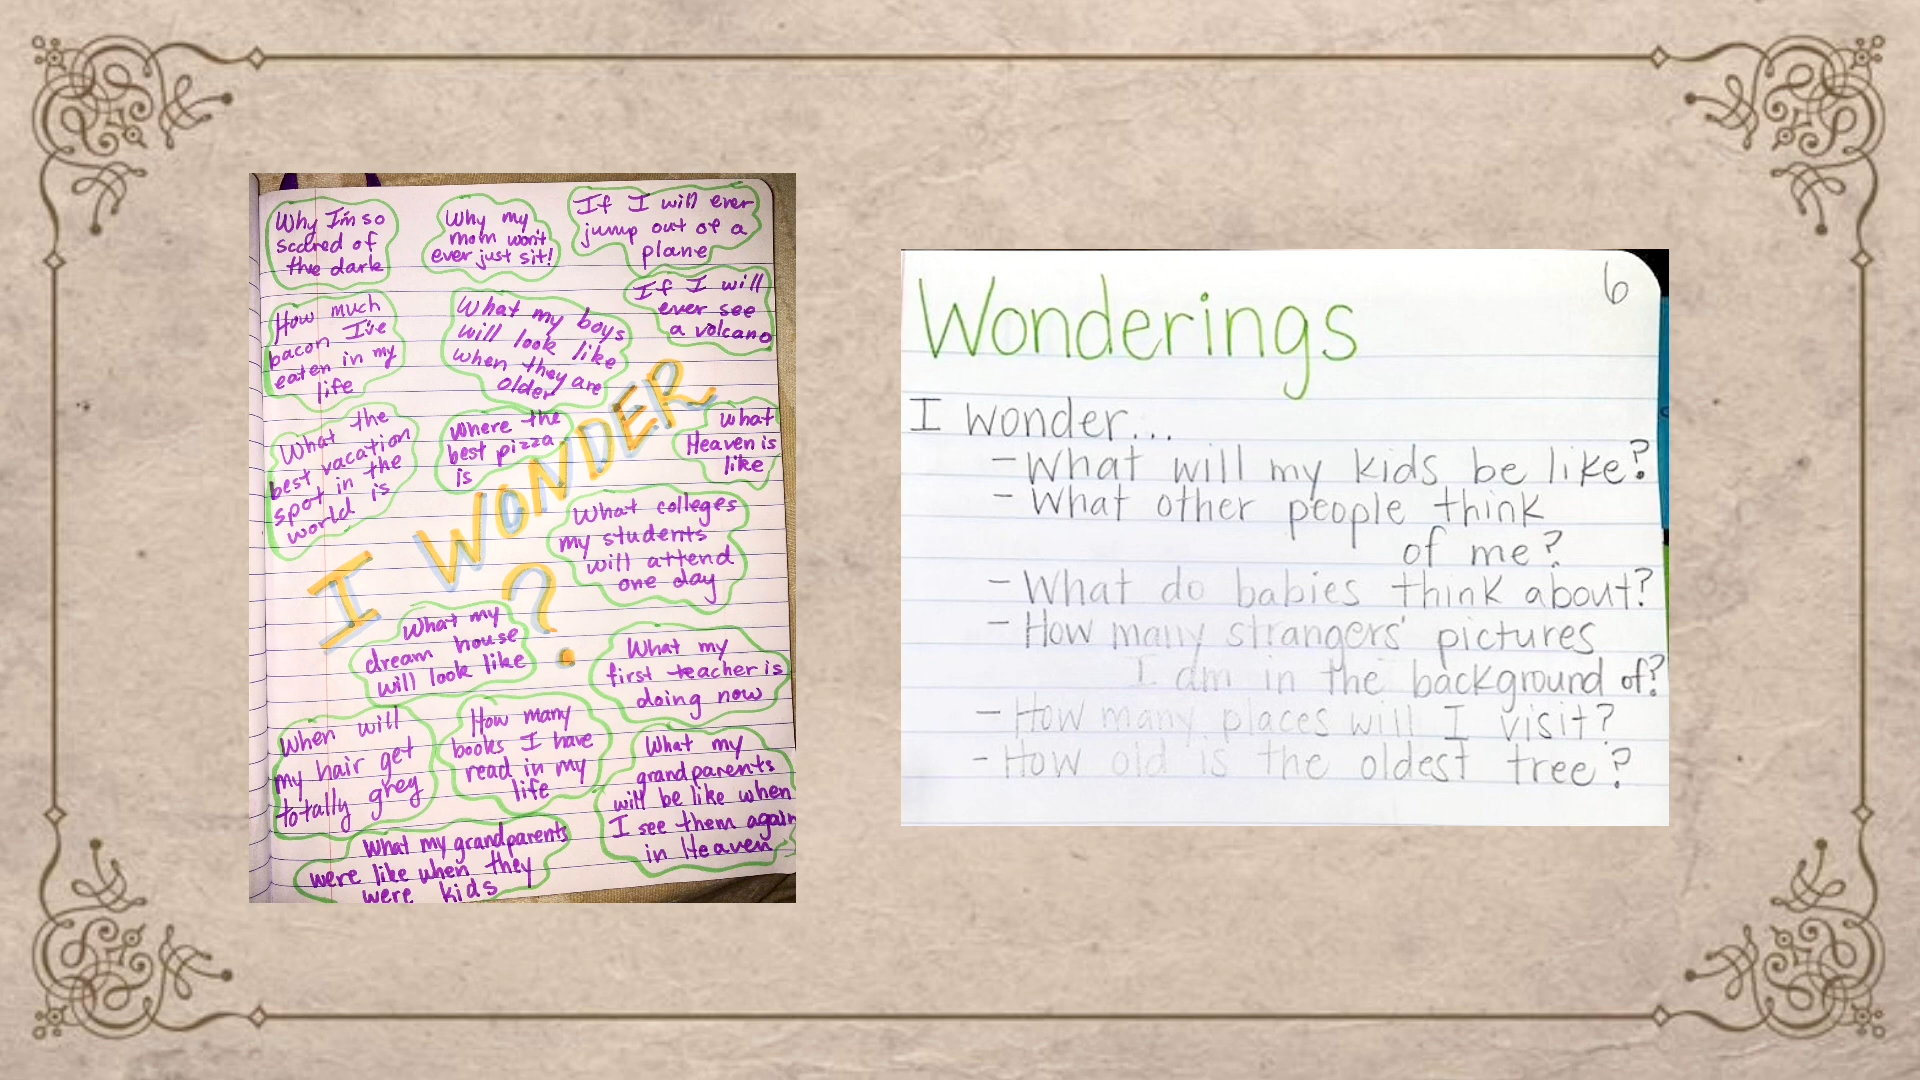 Why I'm so
scared of
the dark
Why my
mom won't
ever just sit!
If I will ever
jump out of a
plane
If I will
ever see
a volcano
How much
bacon I've
eaten in my
life
What my boys
will look like
when they are
older
What the
best vacation
spot in the
world is
Where the
best pizza
is
what
Heaven is
like
I WONDER
?
What colleges
my students
will attend
one day
What my
dream house
will look like
What my
first teacher is
doing now
When will
my hair get
totally grey
How many
books I have
read in my
life
What my
grandparents
will be like when
I see them again
in Heaven
What my grandparents
were like when they
were kids
6
Wonderings
I wonder...
- What will my kids be like?
- What other people think
of me?
- What do babies think about?
- How many strangers' pictures
I am in the background of?
- How many places will I visit?
- How old is the oldest tree?